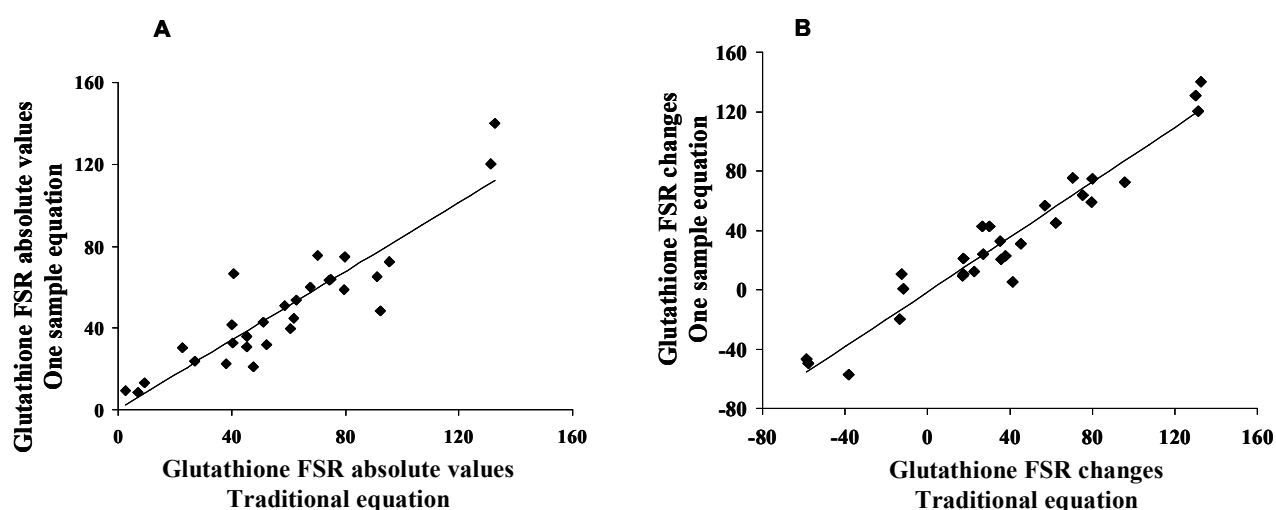 A
Glutathione FSR absolute values
One sample equation
160
120
80
40
0
0 40 80 120 160
Glutathione FSR absolute values
Traditional equation
B
Glutathione FSR changes
One sample equation
160
120
80
40
0
-40
-80
-80 -40 0 40 80 120 160
Glutathione FSR changes
Traditional equation